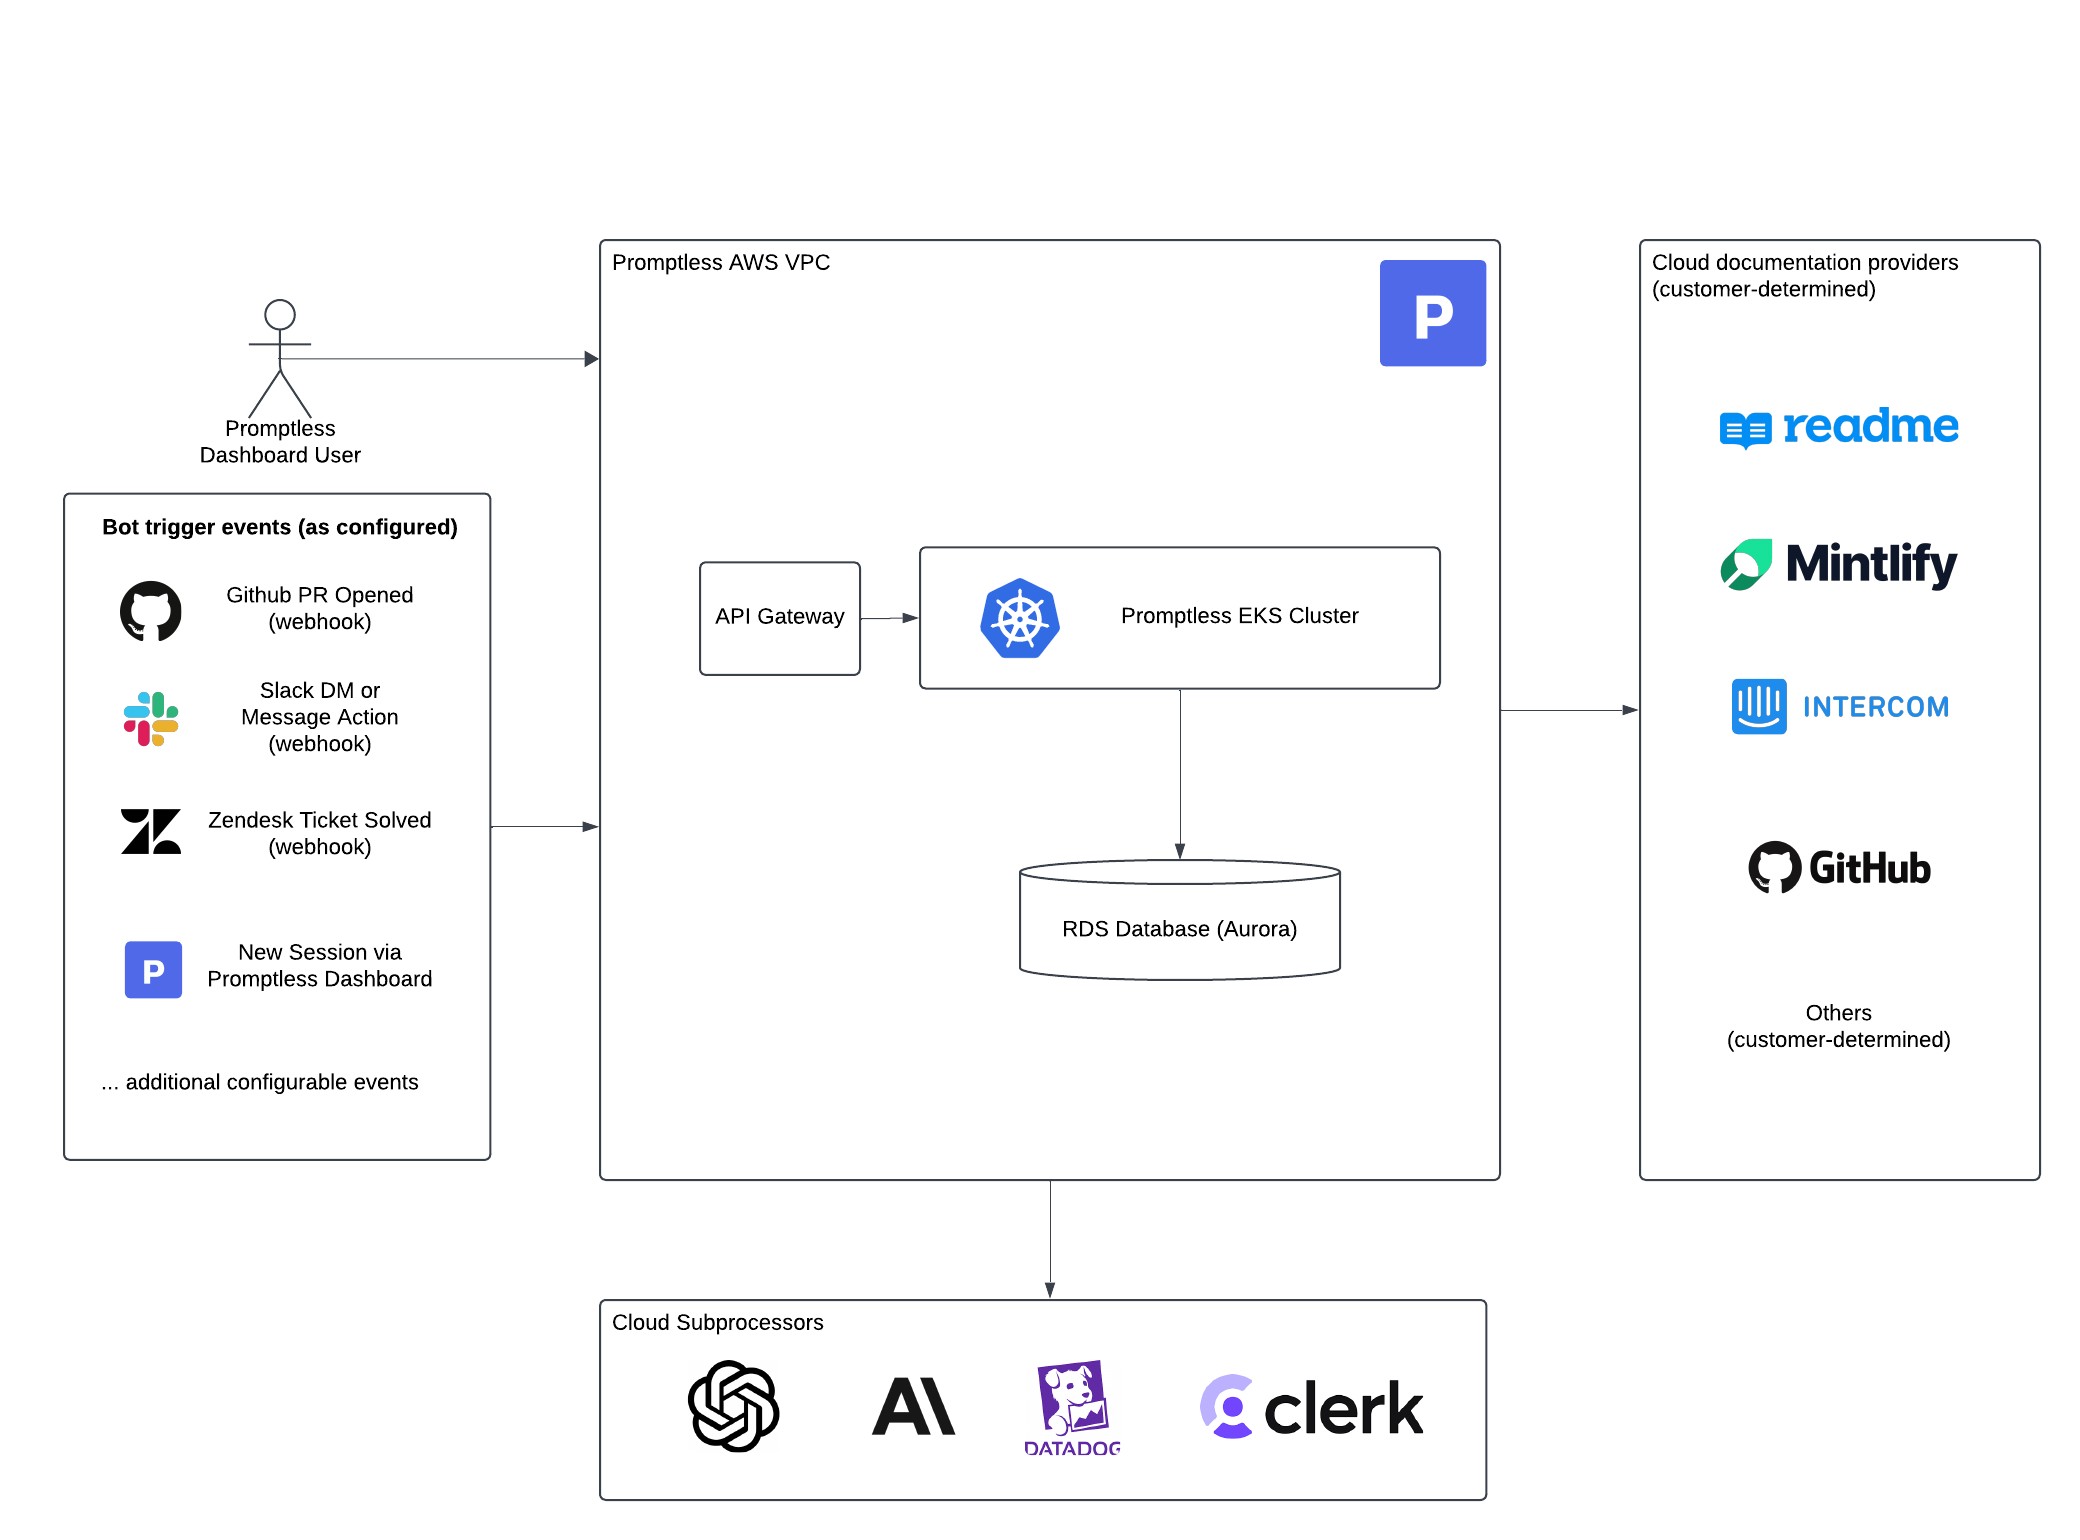 Promptless AWS VPC
P
Cloud documentation providers
(customer-determined)
Promptless
Dashboard User
readme
Bot trigger events (as configured)
Mintlify
Github PR Opened
(webhook)
API Gateway
Promptless EKS Cluster
Slack DM or
Message Action
(webhook)
INTERCOM
Zendesk Ticket Solved
(webhook)
GitHub
RDS Database (Aurora)
P
New Session via
Promptless Dashboard
Others
(customer-determined)
... additional configurable events
Cloud Subprocessors
A\
DATADOG
clerk